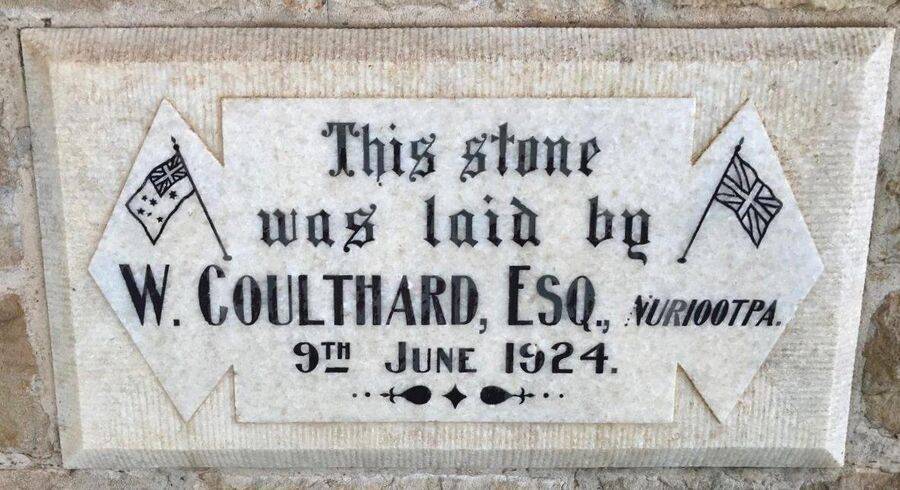 This stone
was laid by
W. COULTHARD, ESQ., NURIOOTPA.
9TH JUNE 1924.